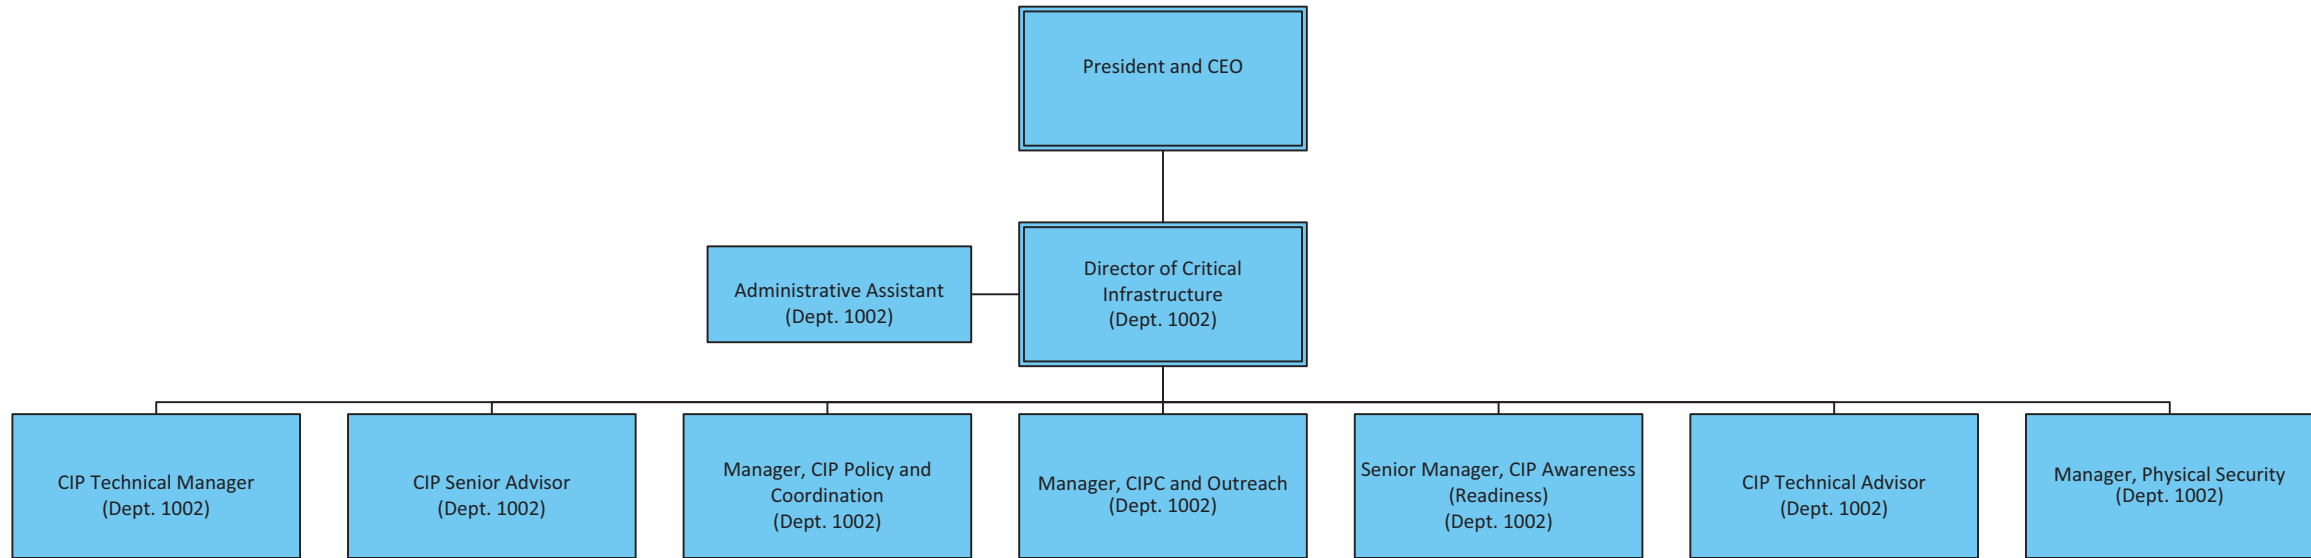 President and CEO
Administrative Assistant
(Dept. 1002)
Director of Critical
Infrastructure
(Dept. 1002)
CIP Technical Manager
(Dept. 1002)
CIP Senior Advisor
(Dept. 1002)
Manager, CIP Policy and
Coordination
(Dept. 1002)
Manager, CIPC and Outreach
(Dept. 1002)
Senior Manager, CIP Awareness
(Readiness)
(Dept. 1002)
CIP Technical Advisor
(Dept. 1002)
Manager, Physical Security
(Dept. 1002)